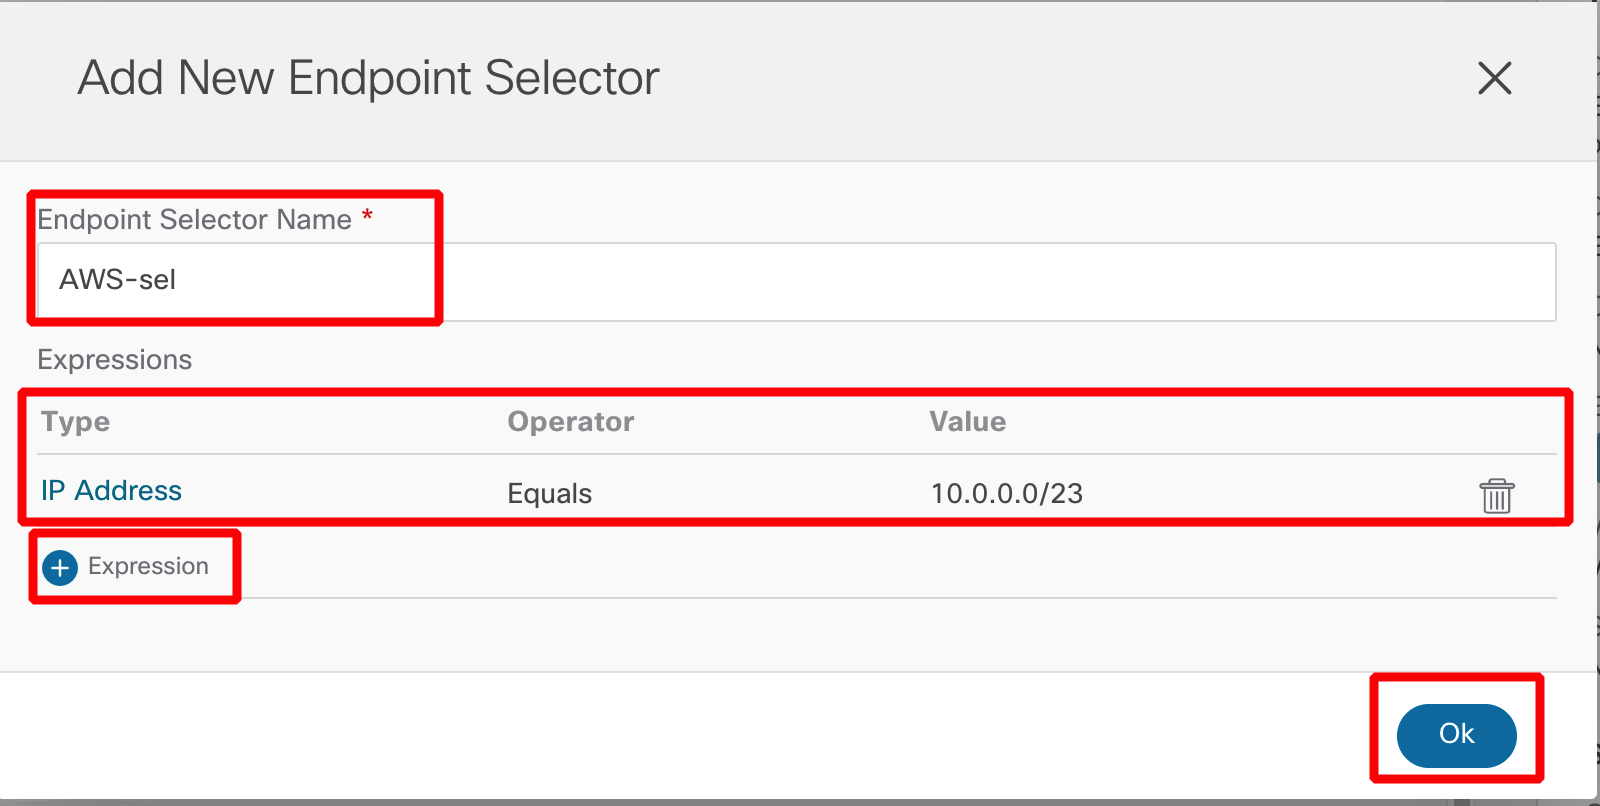 Add New Endpoint Selector
Endpoint Selector Name *
AWS-sel
Expressions
Type Operator Value
IP Address Equals 10.0.0.0/23
Expression
Ok